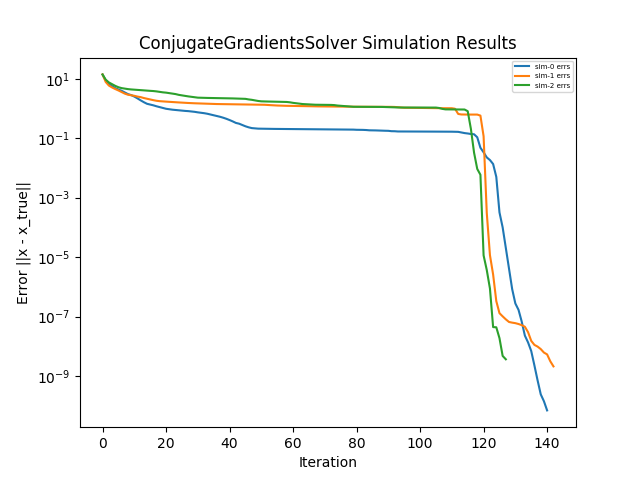 ConjugateGradientsSolver Simulation Results
sim-0 errs
sim-1 errs
sim-2 errs
Error ||x - x_true||
10^1
10^-1
10^-3
10^-5
10^-7
10^-9
0 20 40 60 80 100 120 140
Iteration